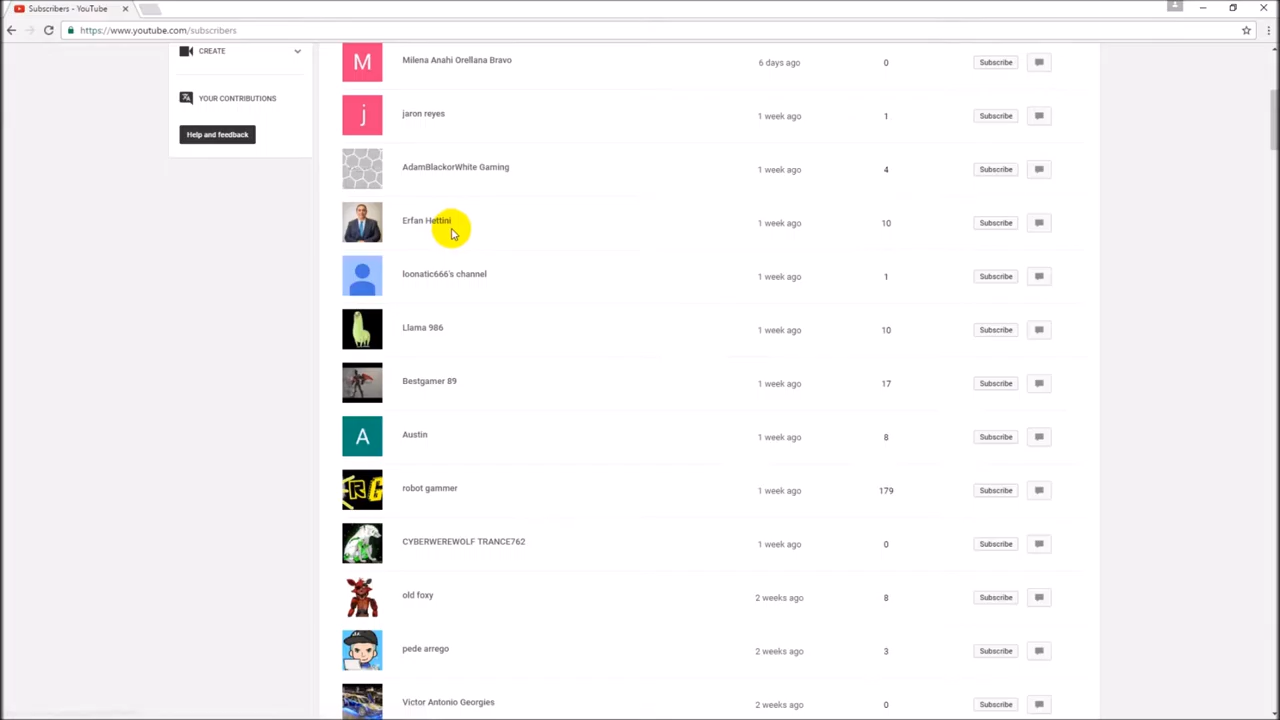 Subscribers - YouTube
https://www.youtube.com/subscribers
CREATE
YOUR CONTRIBUTIONS
Help and feedback
M Milena Anahi Orellana Bravo 6 days ago 0 Subscribe
j jaron reyes 1 week ago 1 Subscribe
AdamBlackorWhite Gaming 1 week ago 4 Subscribe
Erfan Hettini 1 week ago 10 Subscribe
loonatic666's channel 1 week ago 1 Subscribe
Llama 986 1 week ago 10 Subscribe
Bestgamer 89 1 week ago 17 Subscribe
A Austin 1 week ago 8 Subscribe
RG robot gammer 1 week ago 179 Subscribe
CYBERWEREWOLF TRANCE762 1 week ago 0 Subscribe
old foxy 2 weeks ago 8 Subscribe
pede arrego 2 weeks ago 3 Subscribe
Victor Antonio Georgies 2 weeks ago 0 Subscribe